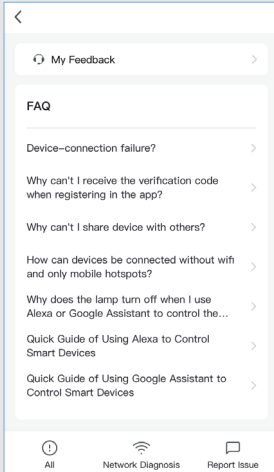 My Feedback
FAQ
Device-connection failure?
Why can't I receive the verification code
when registering in the app?
Why can't I share device with others?
How can devices be connected without wifi
and only mobile hotspots?
Why does the lamp turn off when I use
Alexa or Google Assistant to control the...
Quick Guide of Using Alexa to Control
Smart Devices
Quick Guide of Using Google Assistant to
Control Smart Devices
All
Network Diagnosis
Report Issue